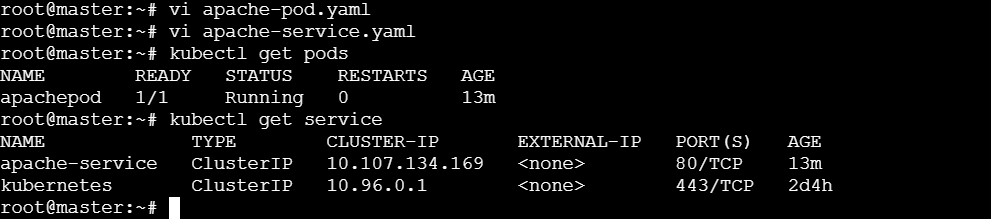 root@master:~# vi apache-pod.yaml
root@master:~# vi apache-service.yaml
root@master:~# kubectl get pods
NAME        READY   STATUS    RESTARTS   AGE
apachepod   1/1     Running   0          13m
root@master:~# kubectl get service
NAME             TYPE        CLUSTER-IP       EXTERNAL-IP   PORT(S)   AGE
apache-service   ClusterIP   10.107.134.169   <none>        80/TCP    13m
kubernetes       ClusterIP   10.96.0.1        <none>        443/TCP   2d4h
root@master:~#